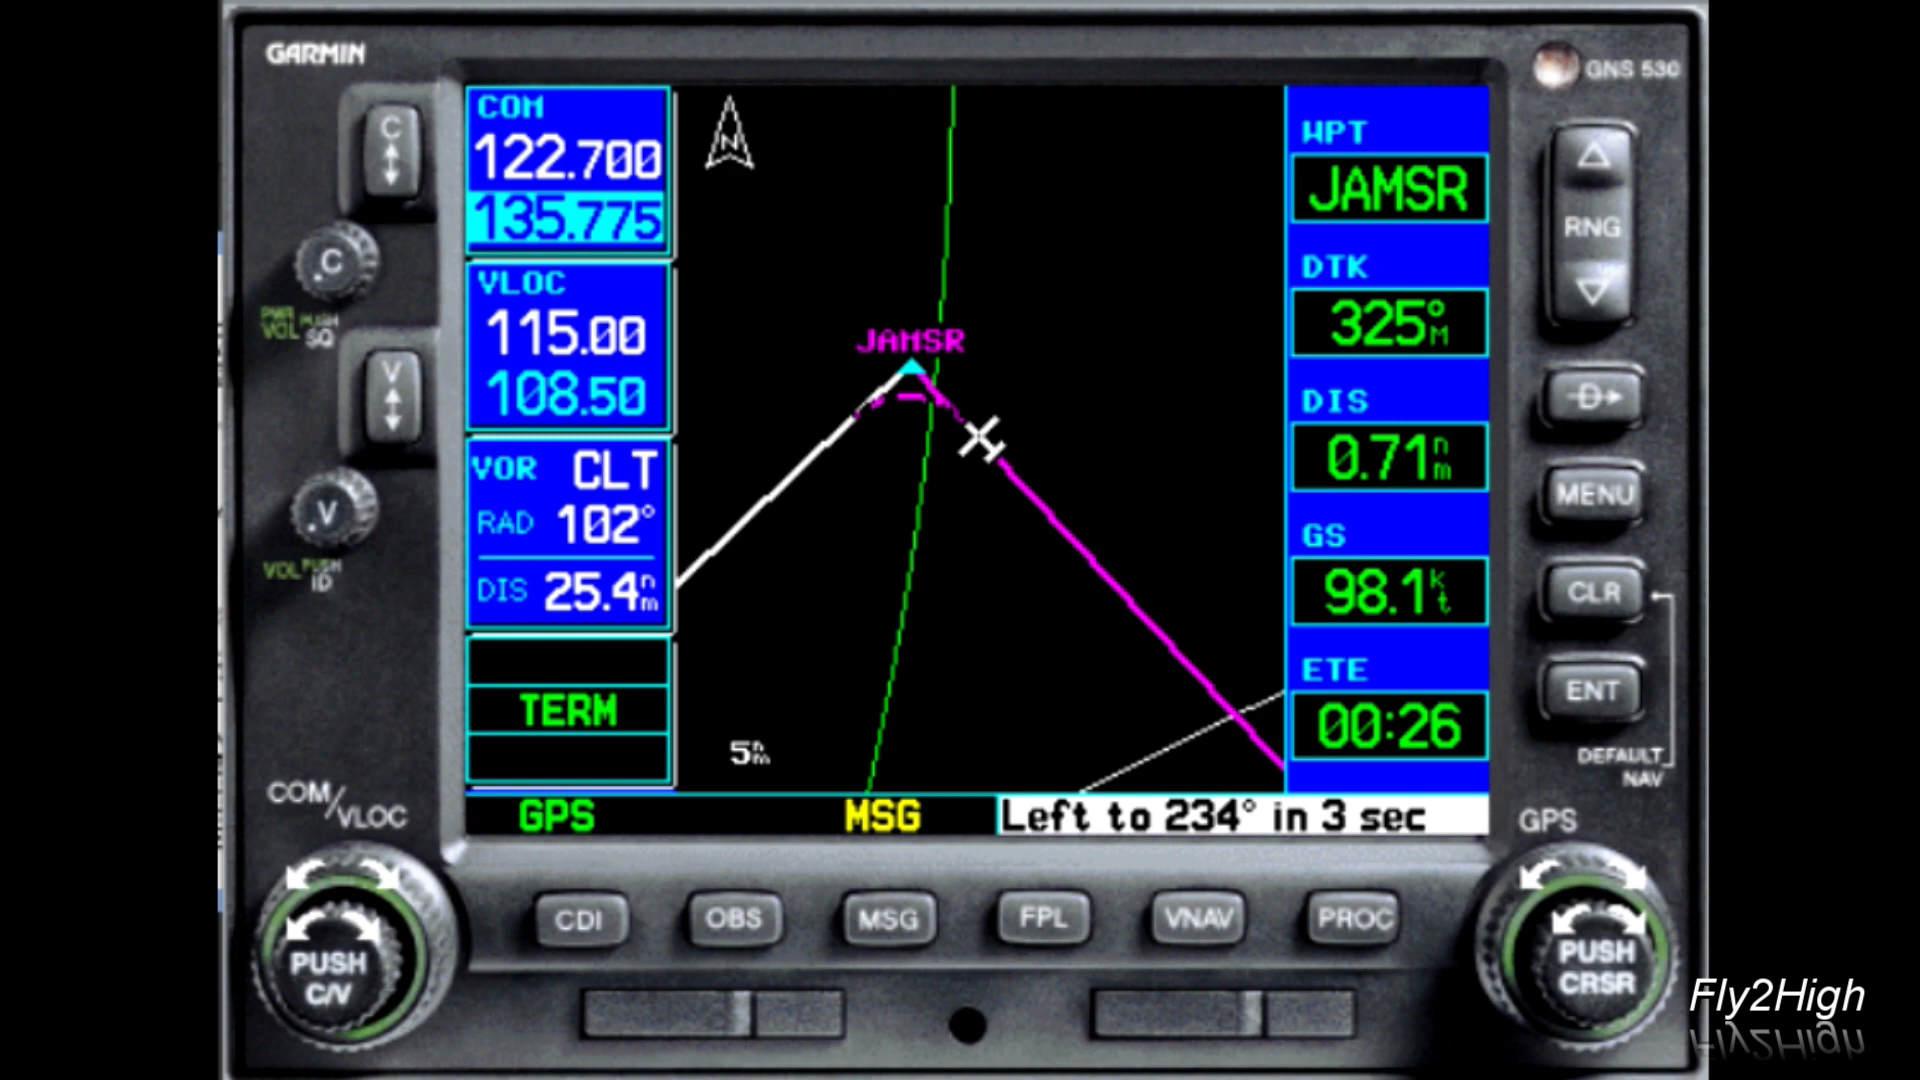 GARMIN
GNS 530
COM
122.700
135.775
VLOC
115.00
108.50
VOR CLT
RAD 102°
DIS 25.4nm
TERM
GPS
MSG
Left to 234° in 3 sec
N
JAMSR
5nm
WPT
JAMSR
DTK
325°M
DIS
0.71nm
GS
98.1kt
ETE
00:26
C
C
PWR
VOL PUSH
SQ
V
V
VOL PUSH
ID
COM/VLOC
PUSH
C/V
CDI
OBS
MSG
FPL
VNAV
PROC
RNG
D
MENU
CLR
ENT
DEFAULT
NAV
GPS
PUSH
CRSR
Fly2High
Fly2High